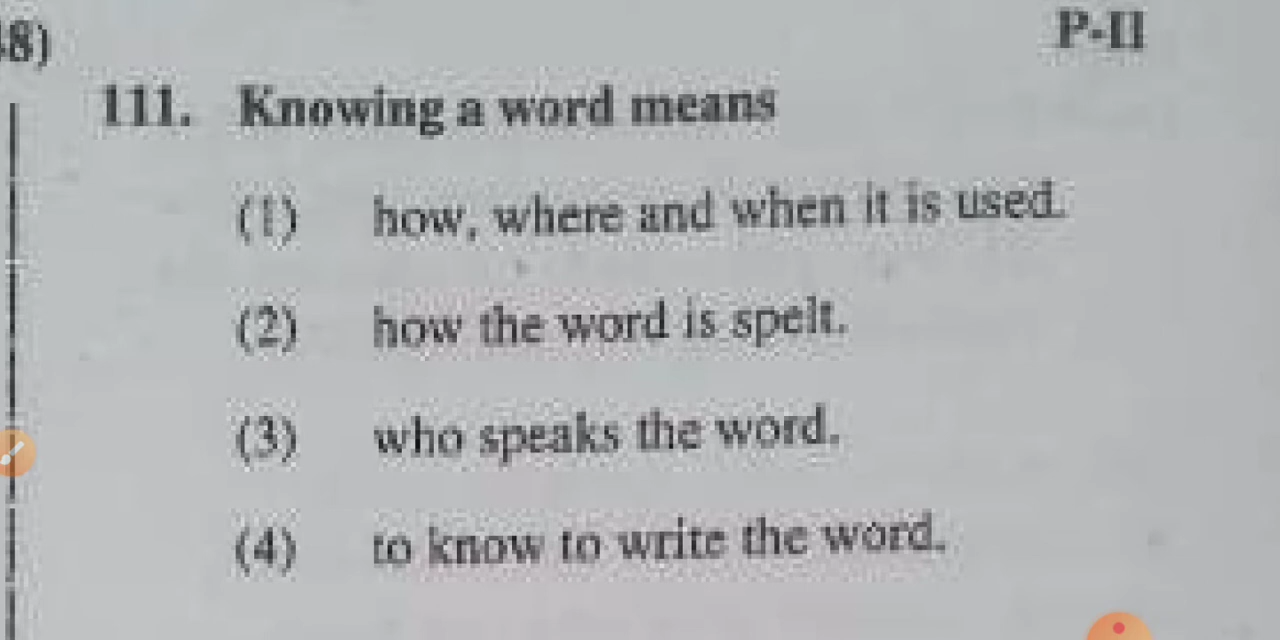 8)
P-II
111. Knowing a word means
(1) how, where and when it is used.
(2) how the word is spelt.
(3) who speaks the word.
(4) to know to write the word.